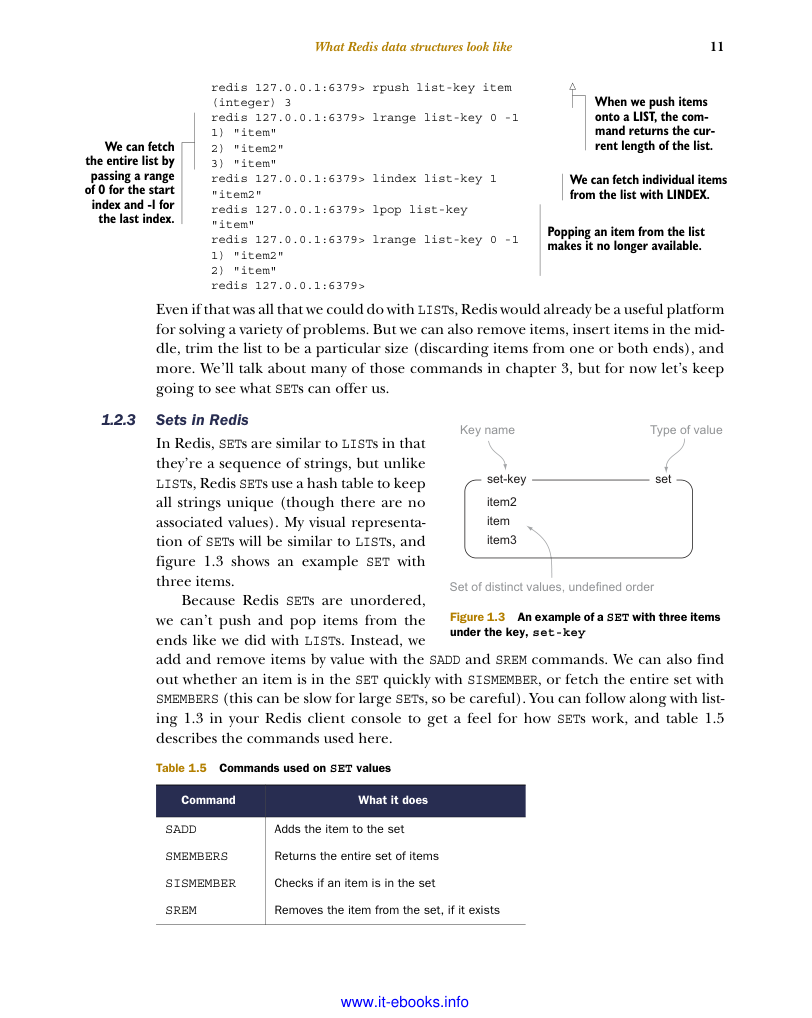 What Redis data structures look like
11
redis 127.0.0.1:6379> rpush list-key item
(integer) 3
redis 127.0.0.1:6379> lrange list-key 0 -1
1) "item"
2) "item2"
3) "item"
redis 127.0.0.1:6379> lindex list-key 1
"item2"
redis 127.0.0.1:6379> lpop list-key
"item"
redis 127.0.0.1:6379> lrange list-key 0 -1
1) "item2"
2) "item"
redis 127.0.0.1:6379>
We can fetch
the entire list by
passing a range
of 0 for the start
index and -1 for
the last index.
When we push items
onto a LIST, the com-
mand returns the cur-
rent length of the list.
We can fetch individual items
from the list with LINDEX.
Popping an item from the list
makes it no longer available.
Even if that was all that we could do with LISTs, Redis would already be a useful platform
for solving a variety of problems. But we can also remove items, insert items in the mid-
dle, trim the list to be a particular size (discarding items from one or both ends), and
more. We'll talk about many of those commands in chapter 3, but for now let's keep
going to see what SETs can offer us.
1.2.3 Sets in Redis
In Redis, SETs are similar to LISTs in that
they're a sequence of strings, but unlike
LISTs, Redis SETs use a hash table to keep
all strings unique (though there are no
associated values). My visual representa-
tion of SETs will be similar to LISTs, and
figure 1.3 shows an example SET with
three items.
Because Redis SETs are unordered,
we can't push and pop items from the
ends like we did with LISTs. Instead, we
add and remove items by value with the SADD and SREM commands. We can also find
out whether an item is in the SET quickly with SISMEMBER, or fetch the entire set with
SMEMBERS (this can be slow for large SETs, so be careful). You can follow along with list-
ing 1.3 in your Redis client console to get a feel for how SETs work, and table 1.5
describes the commands used here.
Key name
Type of value
set-key
set
item2
item
item3
Set of distinct values, undefined order
Figure 1.3 An example of a SET with three items
under the key, set-key
Table 1.5 Commands used on SET values
Command What it does
SADD Adds the item to the set
SMEMBERS Returns the entire set of items
SISMEMBER Checks if an item is in the set
SREM Removes the item from the set, if it exists
www.it-ebooks.info